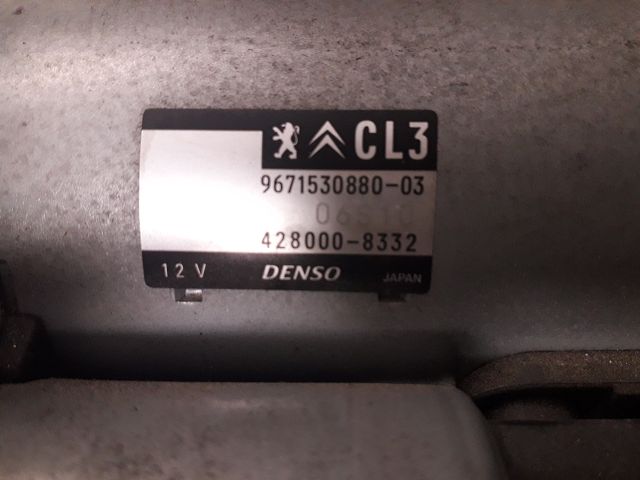 CL3
9671530880-03
428000-8332
12 V DENSO JAPAN